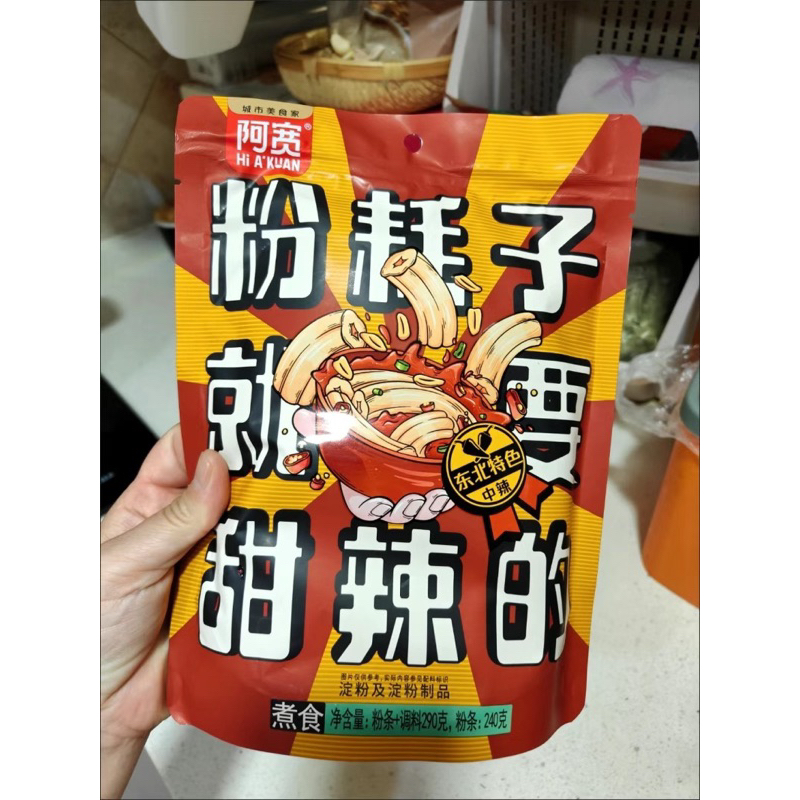 城市美食家
阿宽®
Hi A'KUAN
粉耗子
就要
甜辣的
东北特色
中辣
图片仅供参考,实际内容参见配料标识
淀粉及淀粉制品
煮食 净含量:粉条+调料290克,粉条:240克